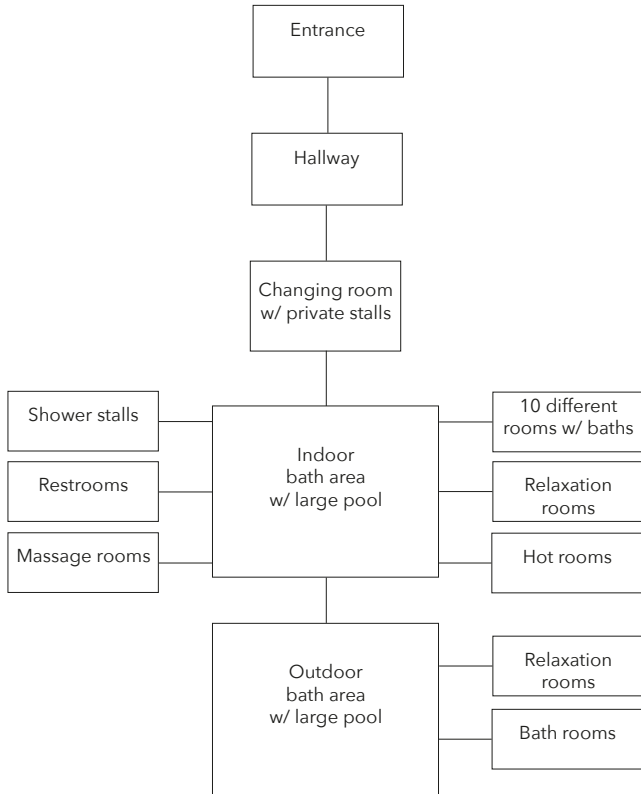 Entrance
Hallway
Changing room
w/ private stalls
Shower stalls
Restrooms
Massage rooms
Indoor
bath area
w/ large pool
10 different
rooms w/ baths
Relaxation
rooms
Hot rooms
Outdoor
bath area
w/ large pool
Relaxation
rooms
Bath rooms